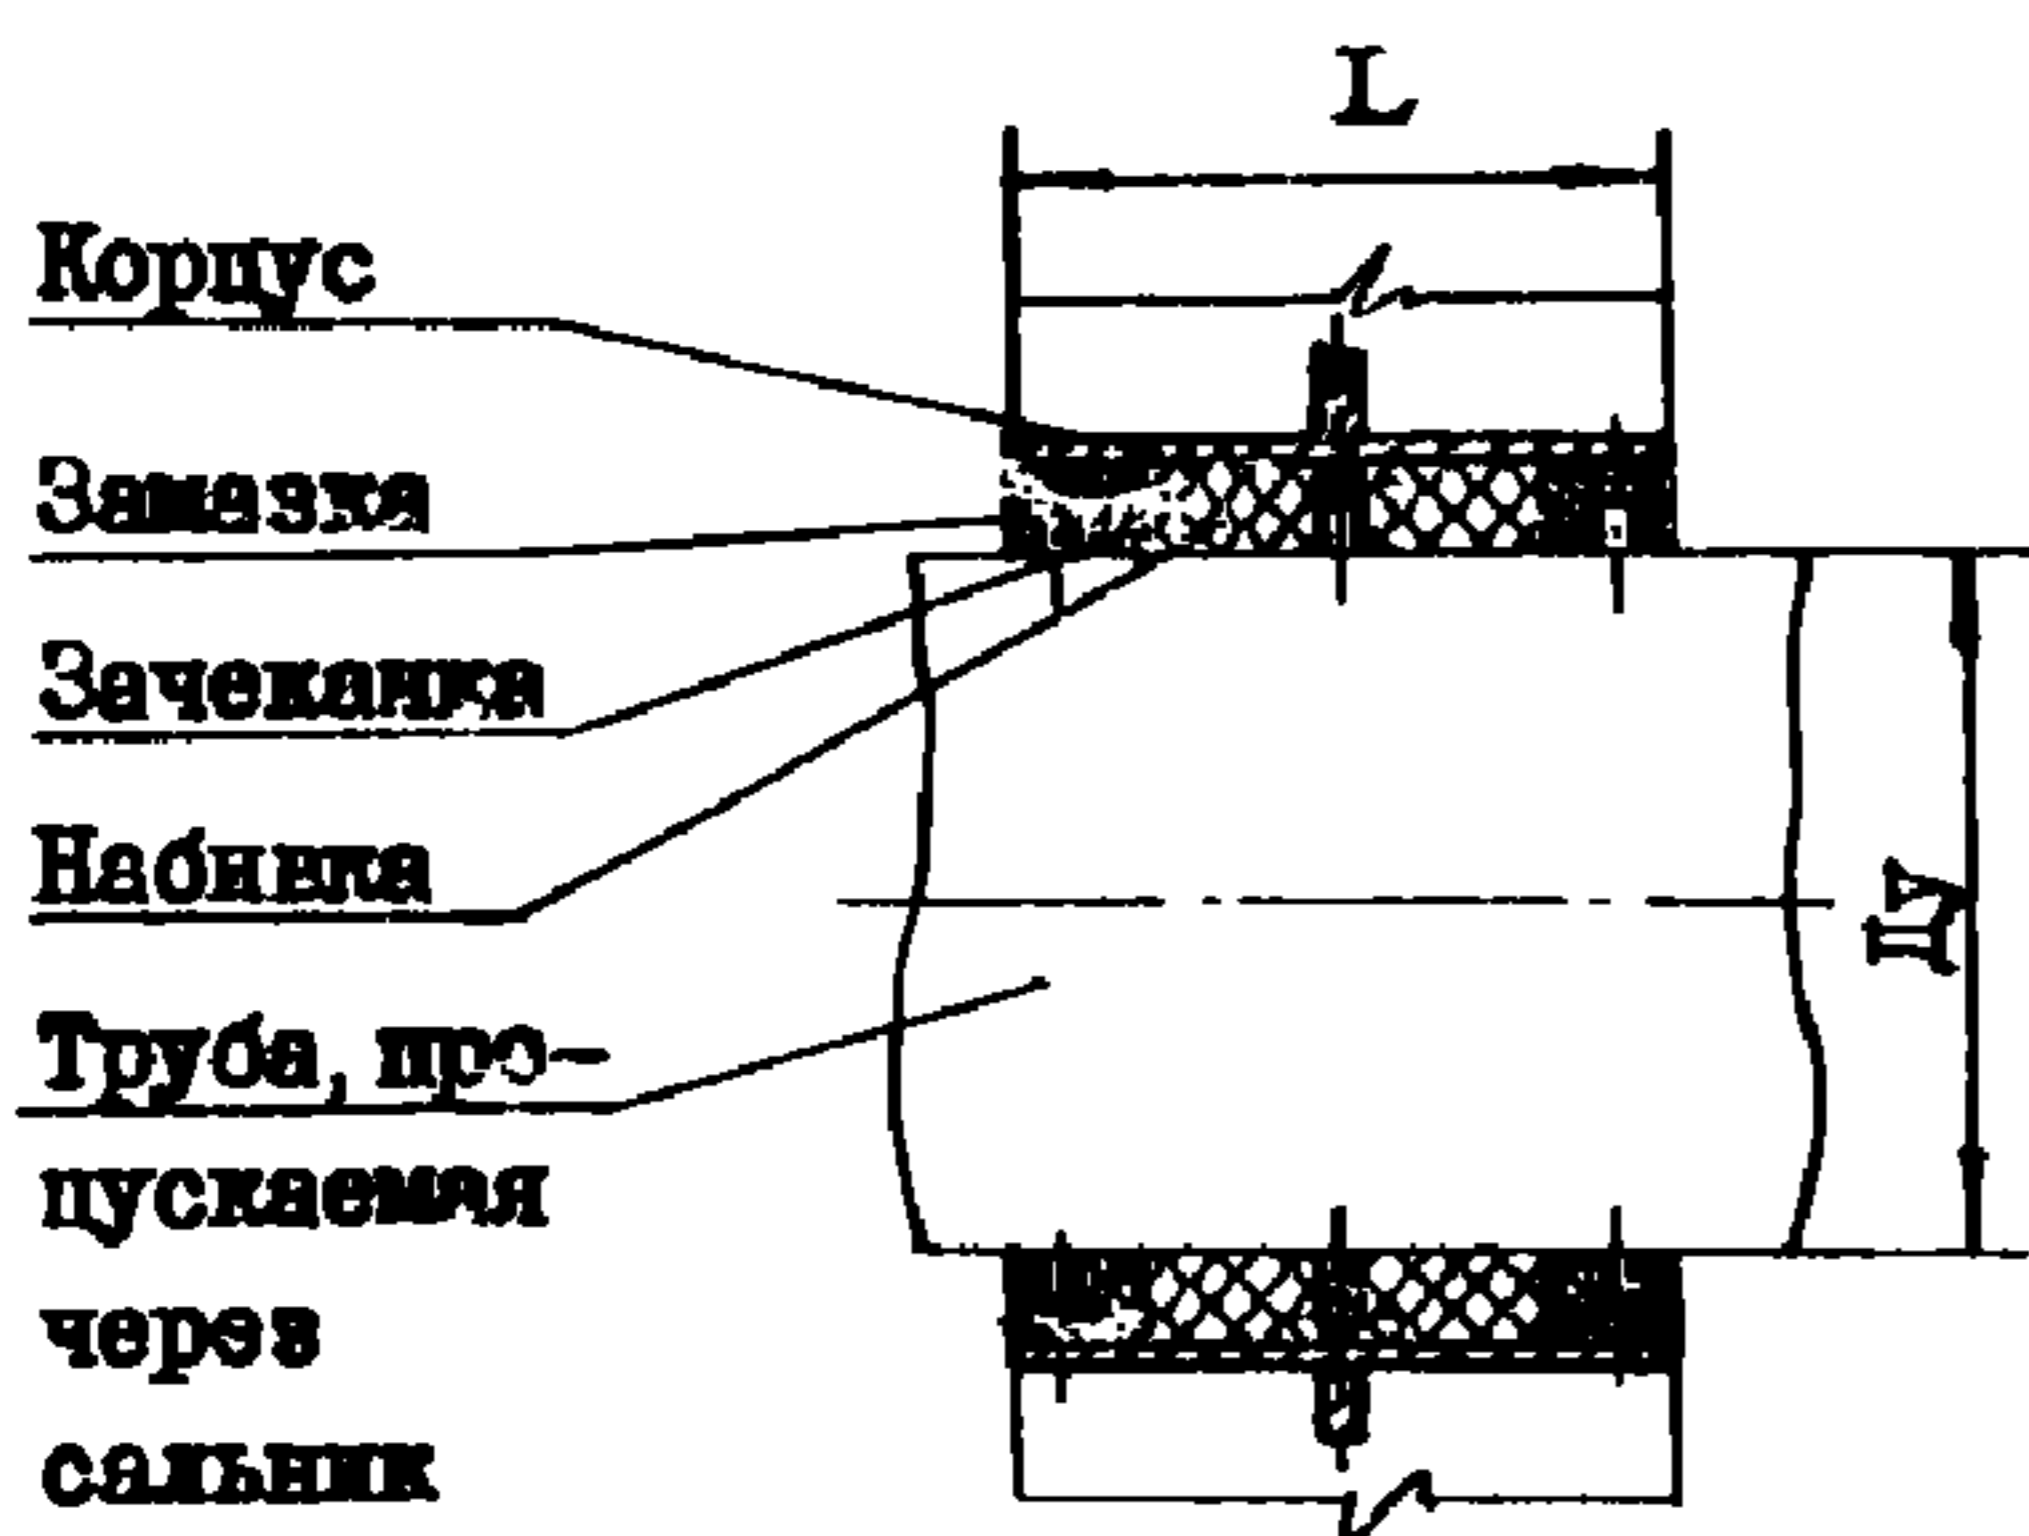 L
Корпус
Замазка
Зачеканка
Набивка
Труба, про-
пускаемая
через
сальник
Ду